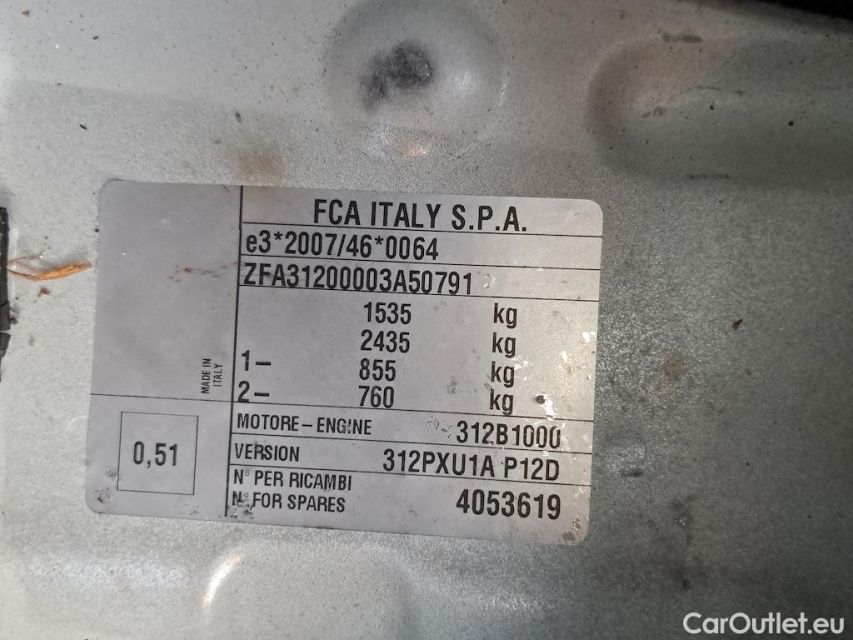 FCA ITALY S.P.A.
e3*2007/46*0064
ZFA31200003A50791
1535 kg
2435 kg
1- 855 kg
2- 760 kg
MADE IN
ITALY
MOTORE-ENGINE 312B1000
0,51
VERSION 312PXU1A P12D
N° PER RICAMBI
N° FOR SPARES 4053619
CarOutlet.eu